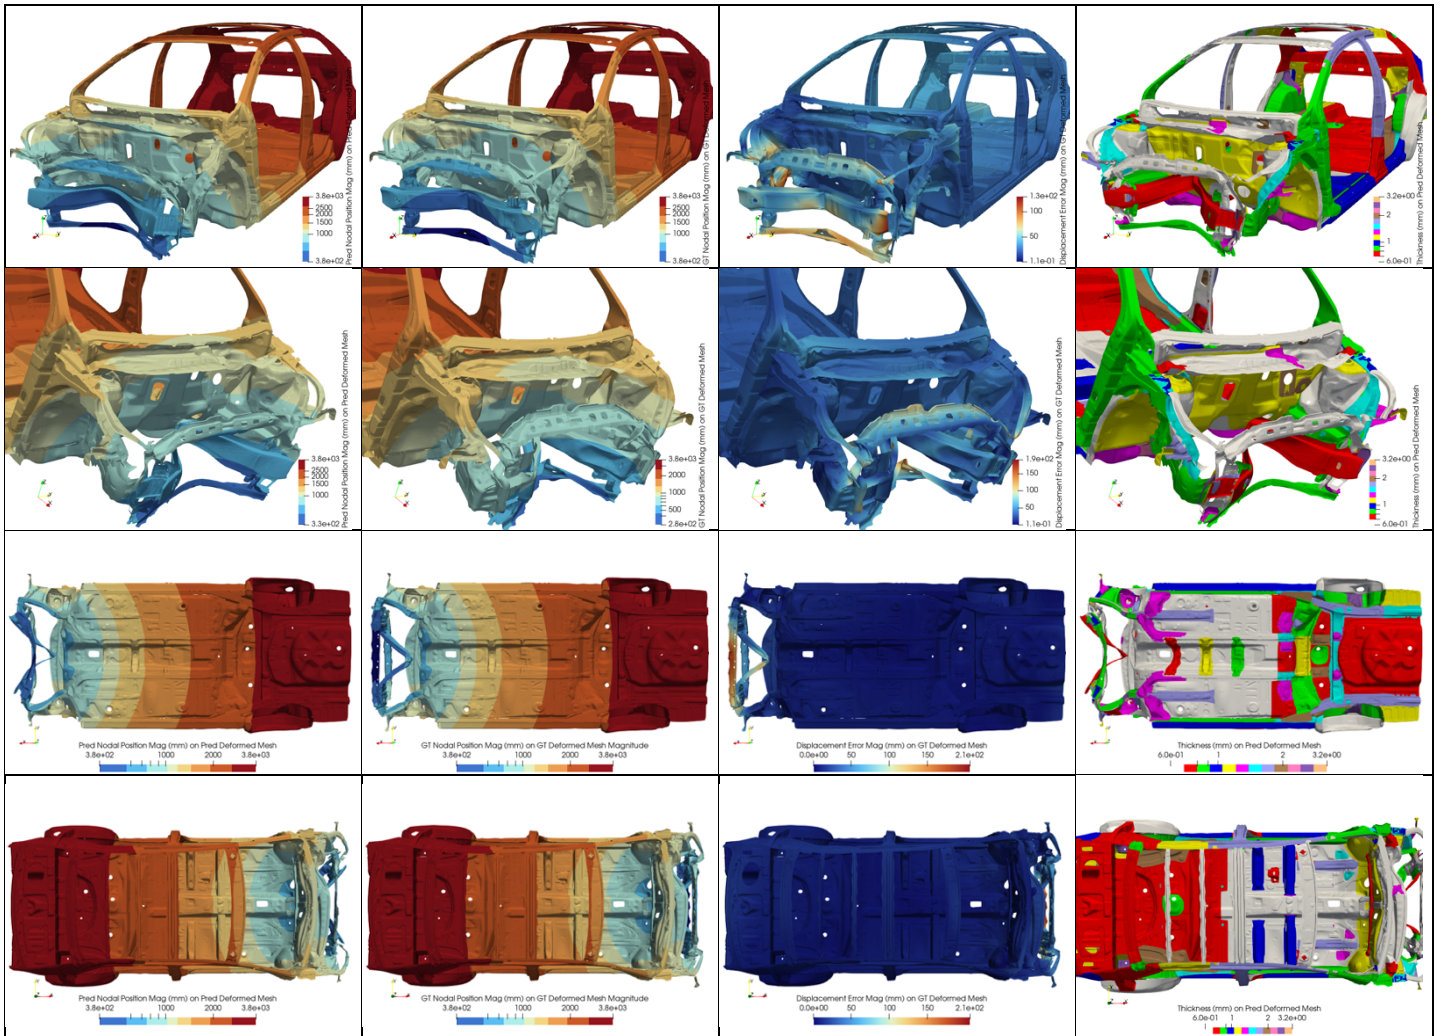 3.8e+03
2500
2000
1500
1000
3.8e+02
Pred Nodal Position Mag (mm) on Pred Deformed Mesh
3.8e+03
2500
2000
1500
1000
3.8e+02
GT Nodal Position Mag (mm) on GT Deformed Mesh
1.3e+02
100
50
1.1e-01
Displacement Error Mag (mm) on GT Deformed Mesh
3.2e+00
2
1
6.0e-01
Thickness (mm) on Pred Deformed Mesh
3.8e+03
2500
2000
1500
1000
3.3e+02
Pred Nodal Position Mag (mm) on Pred Deformed Mesh
3.8e+03
2000
1000
500
2.8e+02
GT Nodal Position Mag (mm) on GT Deformed Mesh
1.9e+02
150
100
50
1.1e-01
Displacement Error Mag (mm) on GT Deformed Mesh
3.2e+00
2
1
6.0e-01
Thickness (mm) on Pred Deformed Mesh
Pred Nodal Position Mag (mm) on Pred Deformed Mesh
3.8e+02 1000 2000 3.8e+03
GT Nodal Position Mag (mm) on GT Deformed Mesh Magnitude
3.8e+02 1000 2000 3.8e+03
Displacement Error Mag (mm) on GT Deformed Mesh
0.0e+00 50 100 150 2.1e+02
Thickness (mm) on Pred Deformed Mesh
6.0e-01 1 2 3.2e+00
Pred Nodal Position Mag (mm) on Pred Deformed Mesh
3.8e+02 1000 2000 3.8e+03
GT Nodal Position Mag (mm) on GT Deformed Mesh Magnitude
3.8e+02 1000 2000 3.8e+03
Displacement Error Mag (mm) on GT Deformed Mesh
0.0e+00 50 100 150 2.1e+02
Thickness (mm) on Pred Deformed Mesh
6.0e-01 1 2 3.2e+00